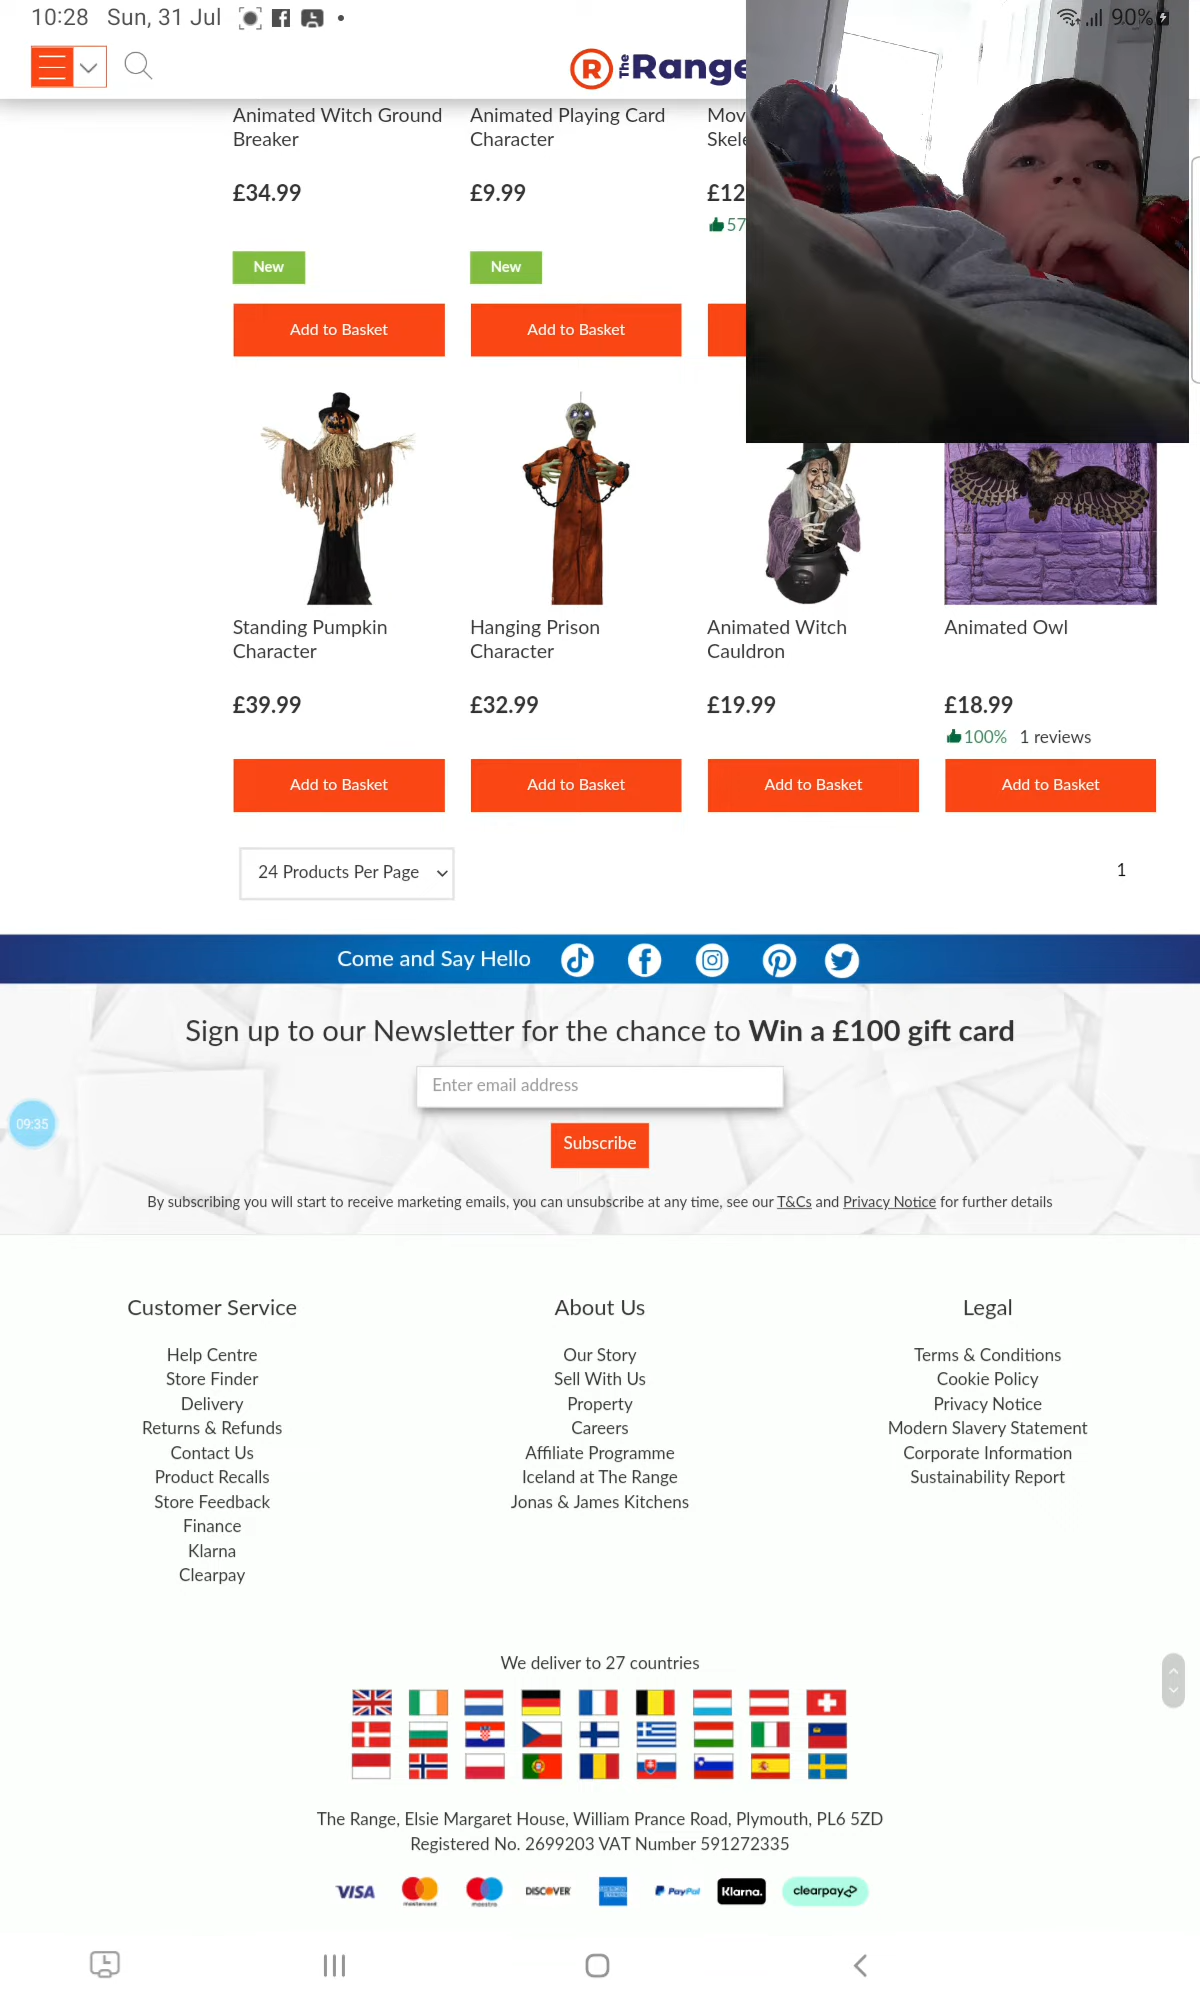 10:28 Sun, 31 Jul
90%
The Range
Animated Witch Ground
Breaker
£34.99
New
Add to Basket
Animated Playing Card
Character
£9.99
New
Add to Basket
£12
57
Standing Pumpkin
Character
£39.99
Add to Basket
Hanging Prison
Character
£32.99
Add to Basket
Animated Witch
Cauldron
£19.99
Add to Basket
Animated Owl
£18.99
100% 1 reviews
Add to Basket
24 Products Per Page
1
Come and Say Hello
Sign up to our Newsletter for the chance to Win a £100 gift card
Enter email address
09:35
Subscribe
By subscribing you will start to receive marketing emails, you can unsubscribe at any time, see our T&Cs and Privacy Notice for further details
Customer Service
Help Centre
Store Finder
Delivery
Returns & Refunds
Contact Us
Product Recalls
Store Feedback
Finance
Klarna
Clearpay
About Us
Our Story
Sell With Us
Property
Careers
Affiliate Programme
Iceland at The Range
Jonas & James Kitchens
Legal
Terms & Conditions
Cookie Policy
Privacy Notice
Modern Slavery Statement
Corporate Information
Sustainability Report
We deliver to 27 countries
The Range, Elsie Margaret House, William Prance Road, Plymouth, PL6 5ZD
Registered No. 2699203 VAT Number 591272335
VISA mastercard maestro DISCOVER AMERICAN EXPRESS PayPal Klarna. clearpay